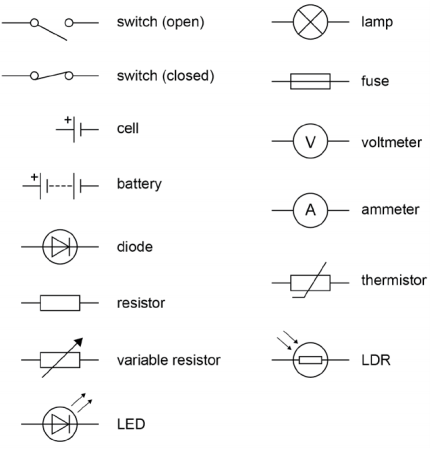 switch (open)
switch (closed)
+
cell
+
battery
diode
resistor
variable resistor
LED
lamp
fuse
V
voltmeter
A
ammeter
thermistor
LDR